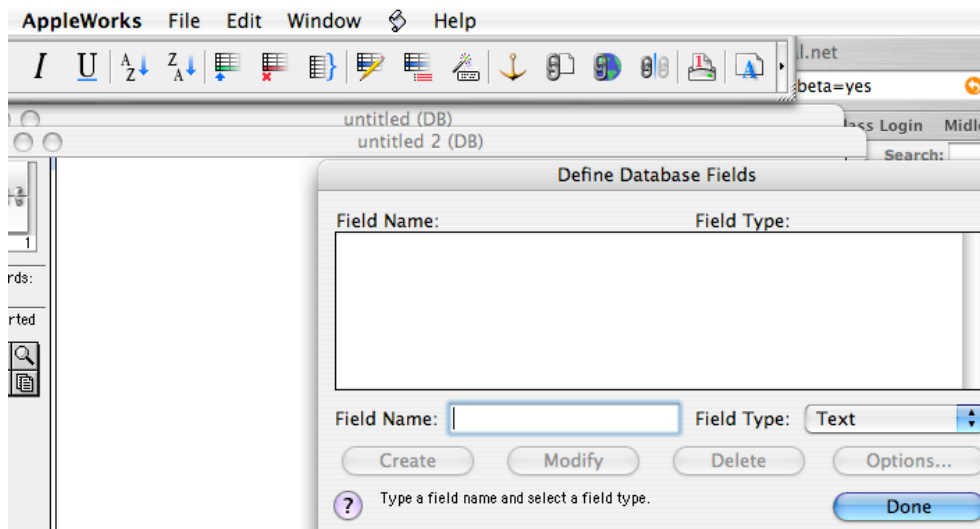 AppleWorks File Edit Window Help
I U A Z Z A A
l.net
beta=yes
untitled (DB)
untitled 2 (DB)
ass Login Midle
Search:
Define Database Fields
Field Name: Field Type:
1
rds:
rted
Field Name: Field Type: Text
Create Modify Delete Options...
? Type a field name and select a field type.
Done